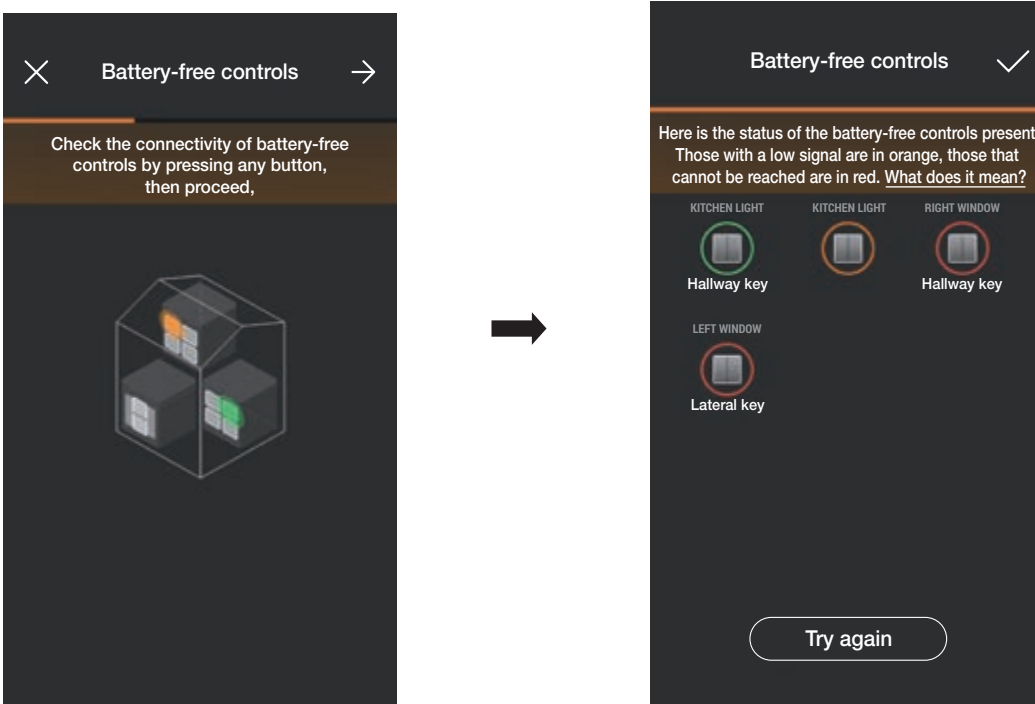 Battery-free controls
Check the connectivity of battery-free
controls by pressing any button,
then proceed,
Battery-free controls
Here is the status of the battery-free controls present
Those with a low signal are in orange, those that
cannot be reached are in red. What does it mean?
KITCHEN LIGHT KITCHEN LIGHT RIGHT WINDOW
Hallway key Hallway key
LEFT WINDOW
Lateral key
Try again